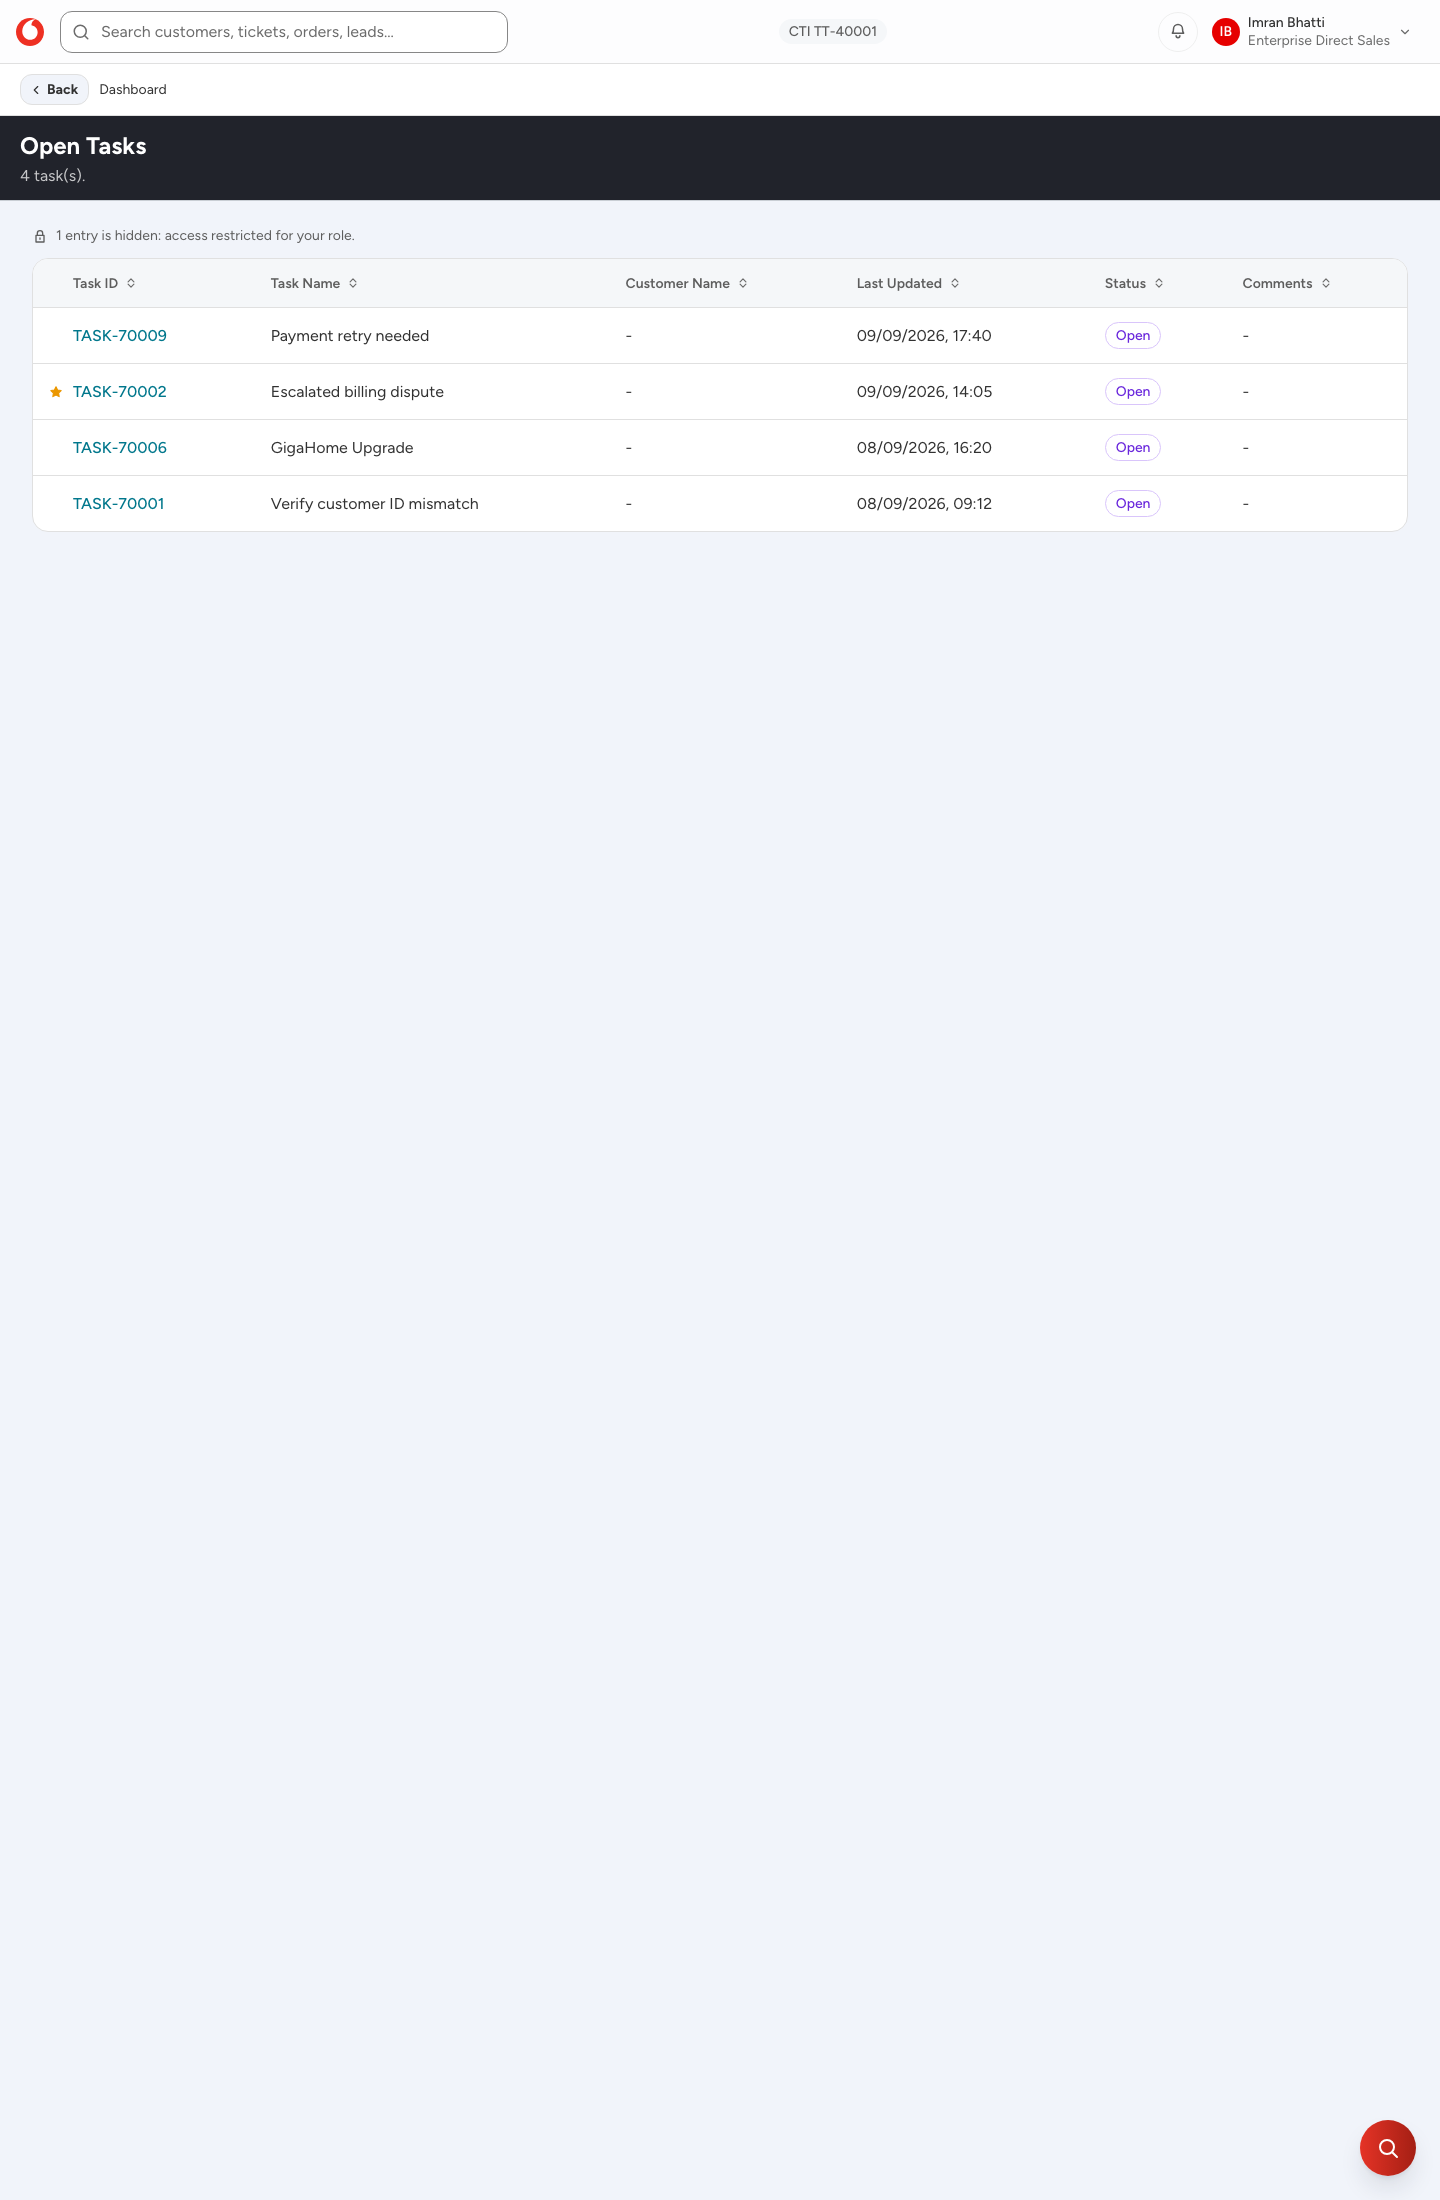 Search customers, tickets, orders, leads...
CTI TT-40001
IB
Imran Bhatti
Enterprise Direct Sales
Back
Dashboard
Open Tasks
4 task(s).
1 entry is hidden: access restricted for your role.
Task ID Task Name Customer Name Last Updated Status Comments
TASK-70009 Payment retry needed - 09/09/2026, 17:40 Open -
TASK-70002 Escalated billing dispute - 09/09/2026, 14:05 Open -
TASK-70006 GigaHome Upgrade - 08/09/2026, 16:20 Open -
TASK-70001 Verify customer ID mismatch - 08/09/2026, 09:12 Open -